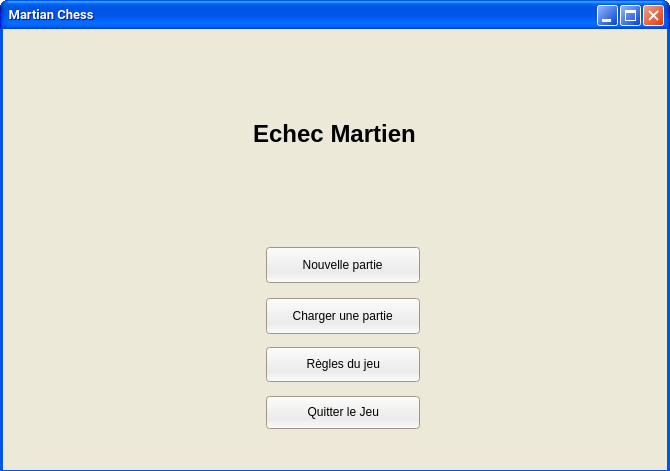 Martian Chess
Echec Martien
Nouvelle partie
Charger une partie
Règles du jeu
Quitter le Jeu